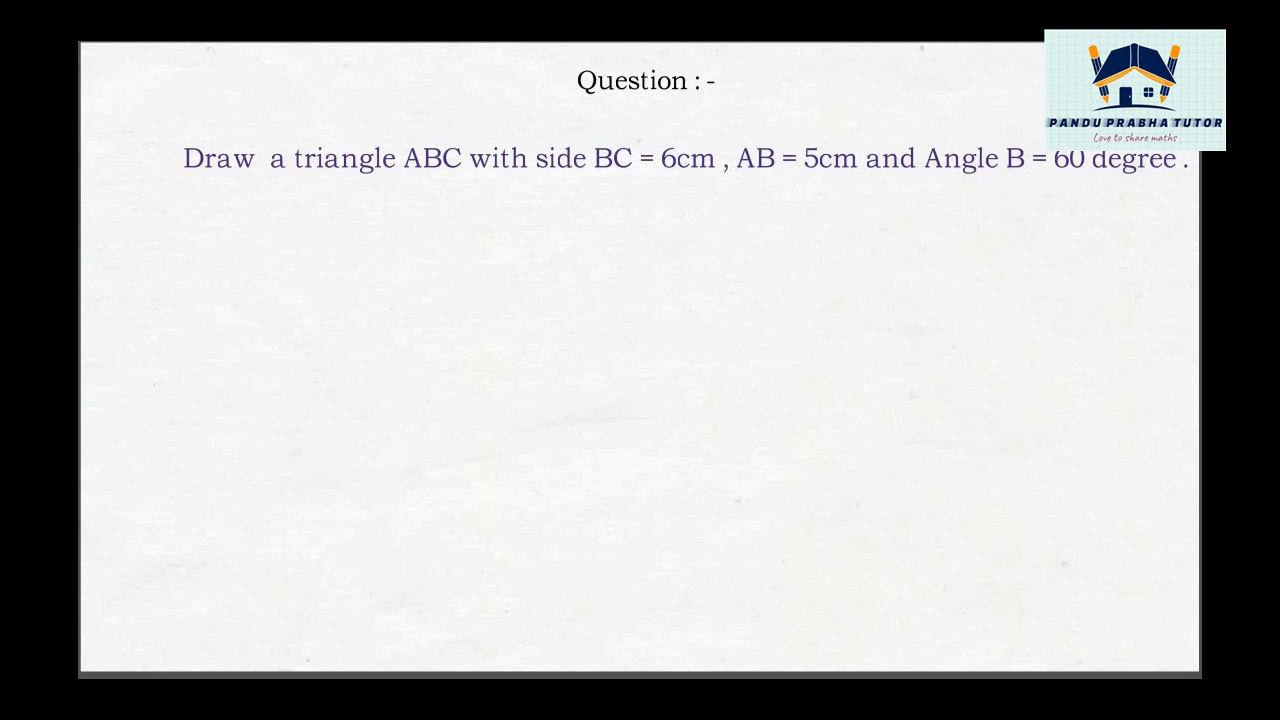 Question : -
PANDU PRABHA TUTOR
Love to share maths
Draw a triangle ABC with side BC = 6cm , AB = 5cm and Angle B = 60 degree .